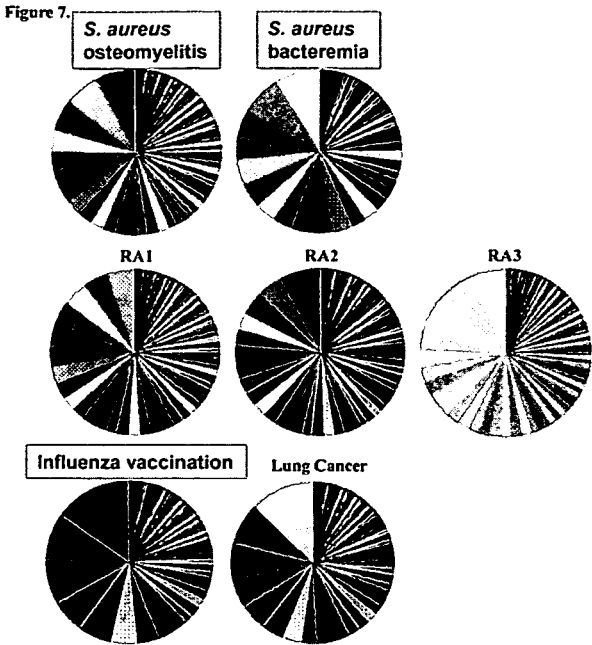 Figure 7.
S. aureus
osteomyelitis
S. aureus
bacteremia
RA1
RA2
RA3
Influenza vaccination
Lung Cancer